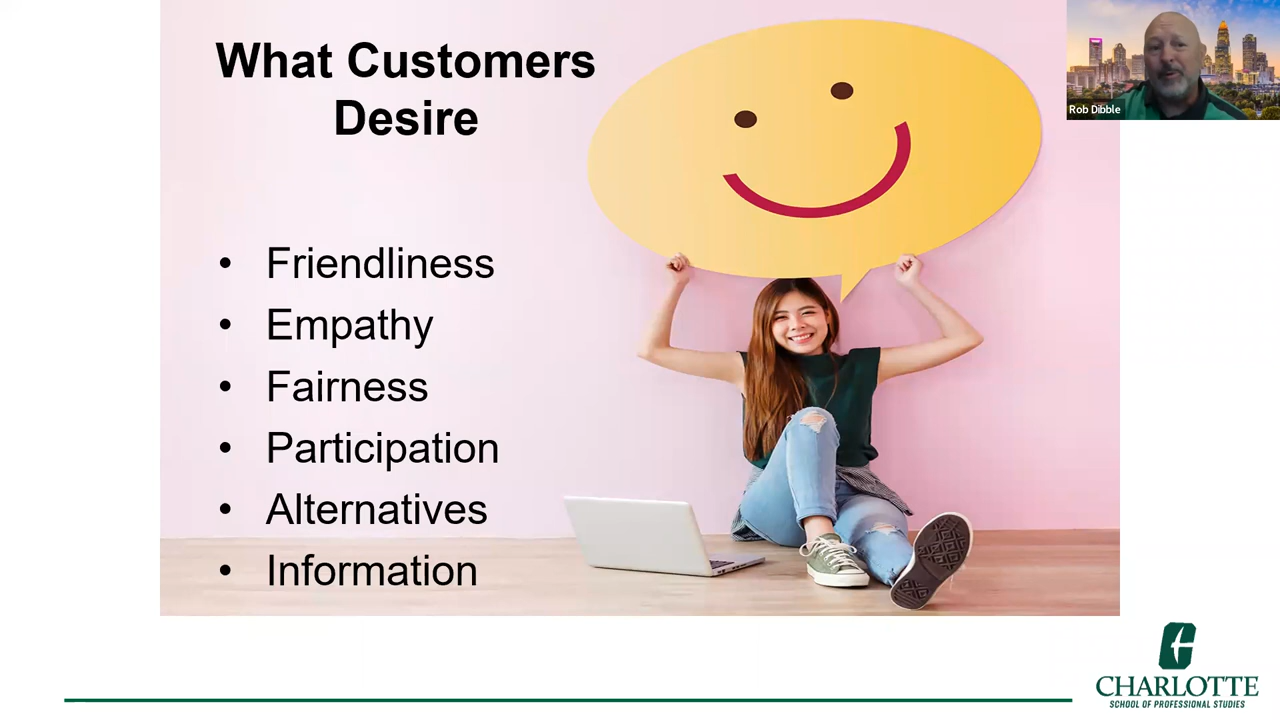 What Customers
Desire
• Friendliness
• Empathy
• Fairness
• Participation
• Alternatives
• Information
Rob Dibble
CHARLOTTE
SCHOOL OF PROFESSIONAL STUDIES